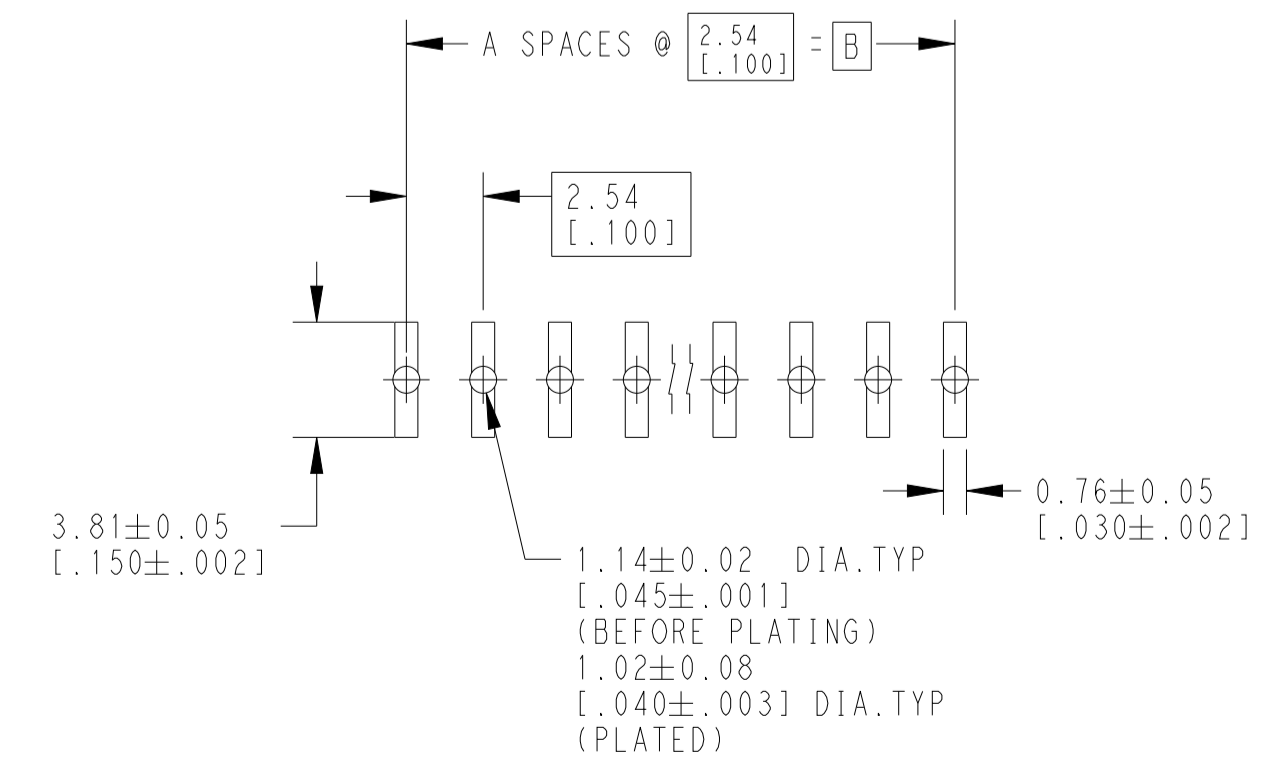 A SPACES @ 2.54 = B
[.100]
2.54
[.100]
3.81±0.05
[.150±.002]
0.76±0.05
[.030±.002]
1.14±0.02 DIA.TYP
[.045±.001]
(BEFORE PLATING)
1.02±0.08
[.040±.003] DIA.TYP
(PLATED)